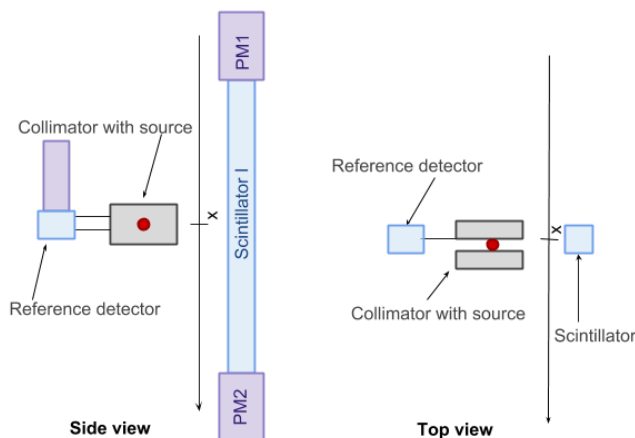 PM1
Collimator with source
Scintillator I
x
Reference detector
PM2
Side view
Reference detector
x
Collimator with source
Scintillator
Top view